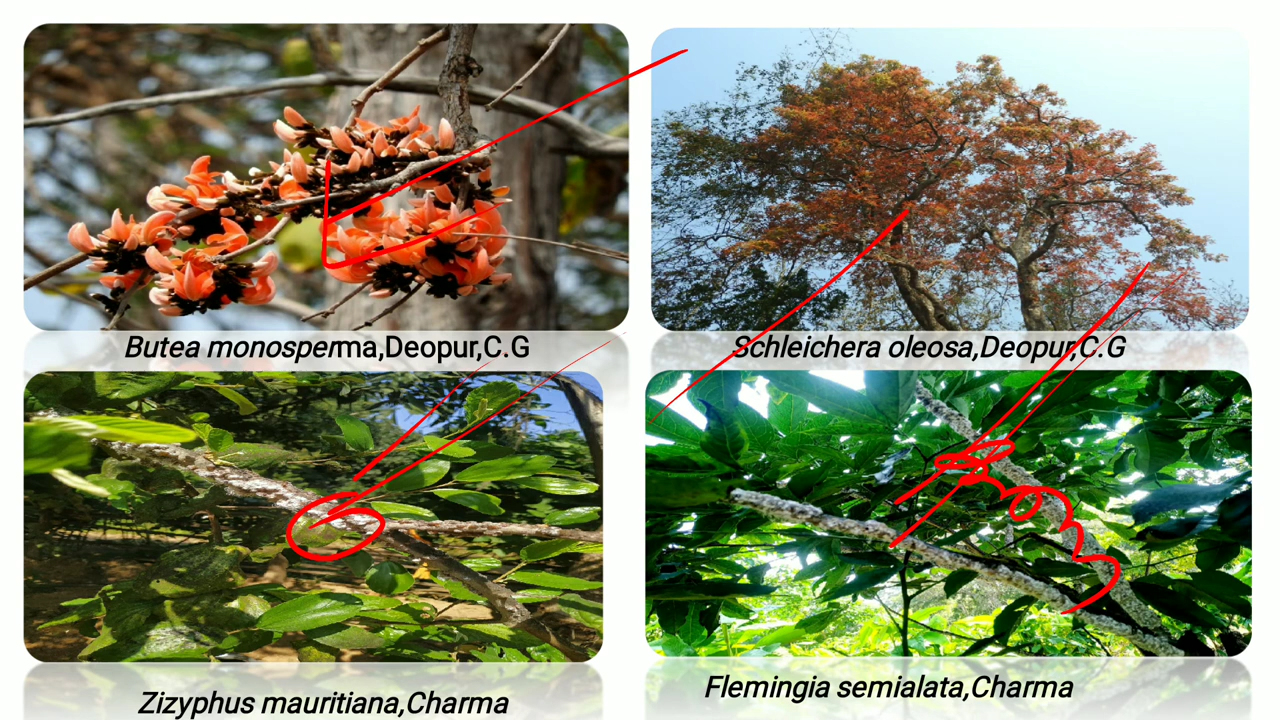 Butea monosperma,Deopur,C.G
Schleichera oleosa,Deopur,C.G
Zizyphus mauritiana,Charma
Flemingia semialata,Charma